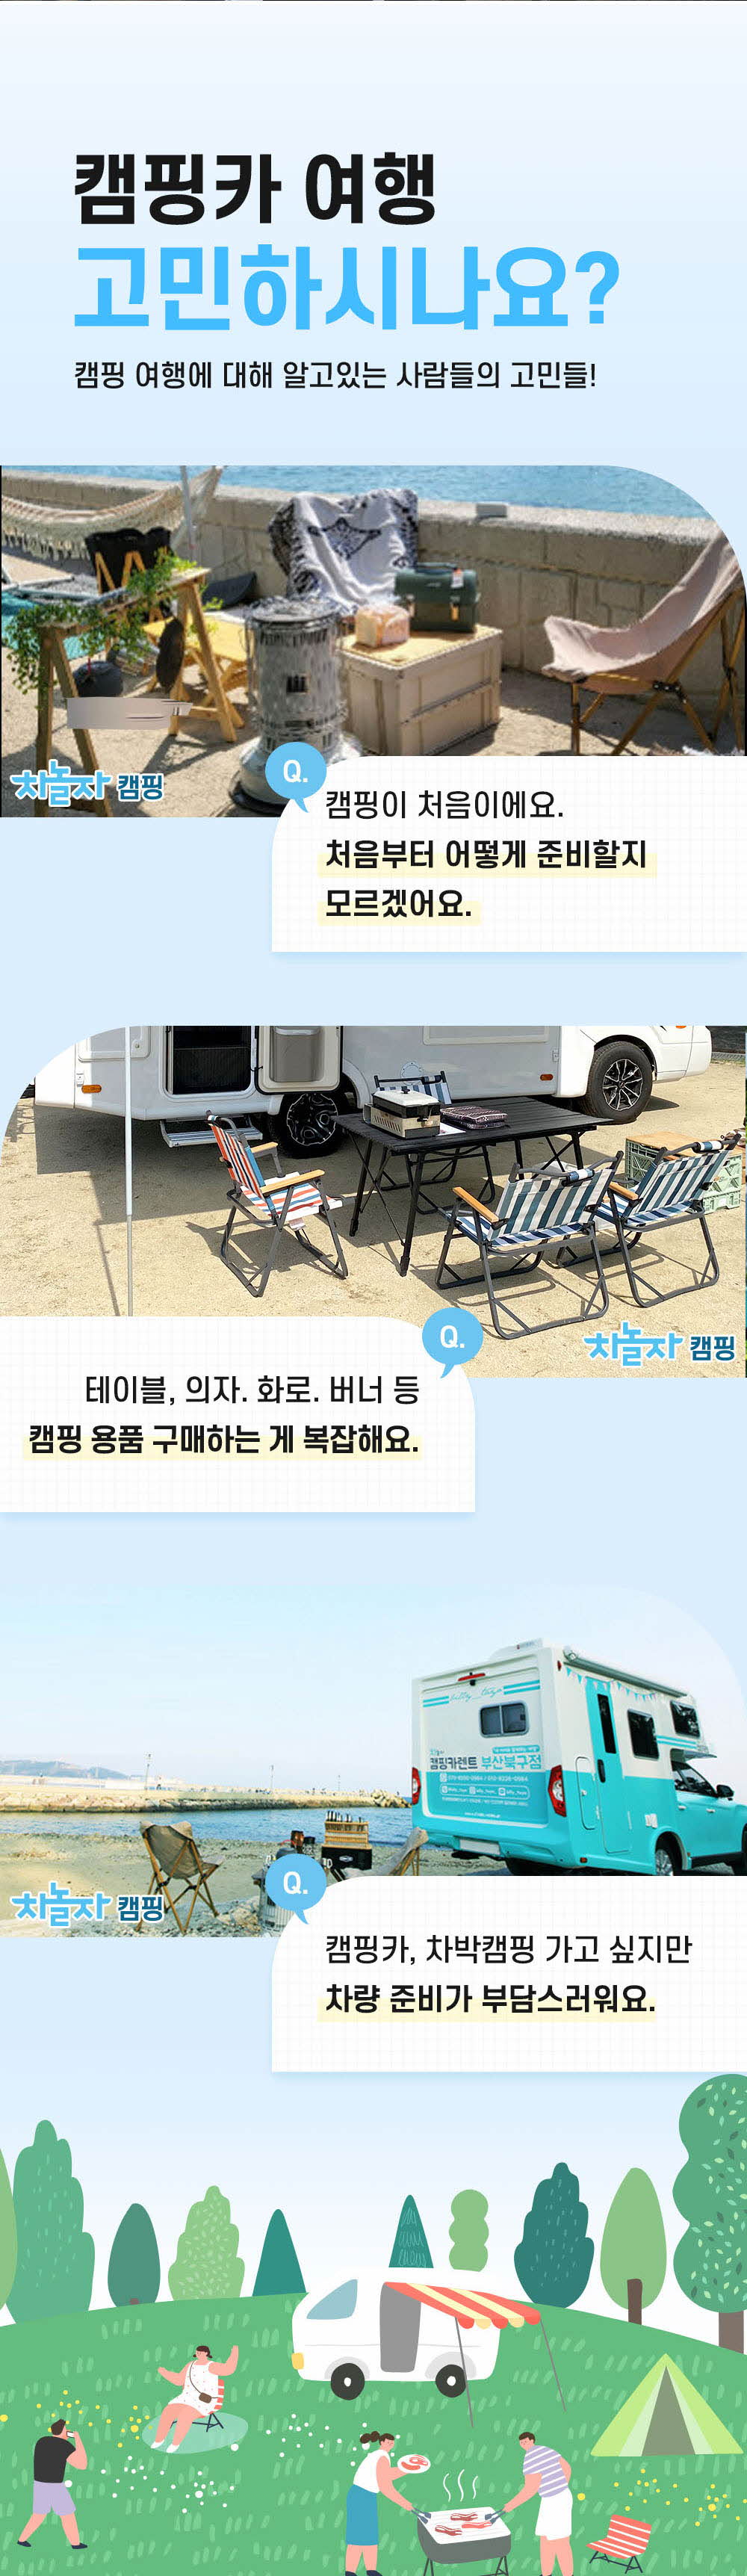 캠핑카 여행
고민하시나요?
캠핑 여행에 대해 알고있는 사람들의 고민들!
차놀자 캠핑
Q.
캠핑이 처음이에요.
처음부터 어떻게 준비할지
모르겠어요.
Q.
차놀자 캠핑
테이블, 의자. 화로. 버너 등
캠핑 용품 구매하는 게 복잡해요.
캠핑카렌트 부산북구점
차놀자 캠핑
Q.
캠핑카, 차박캠핑 가고 싶지만
차량 준비가 부담스러워요.